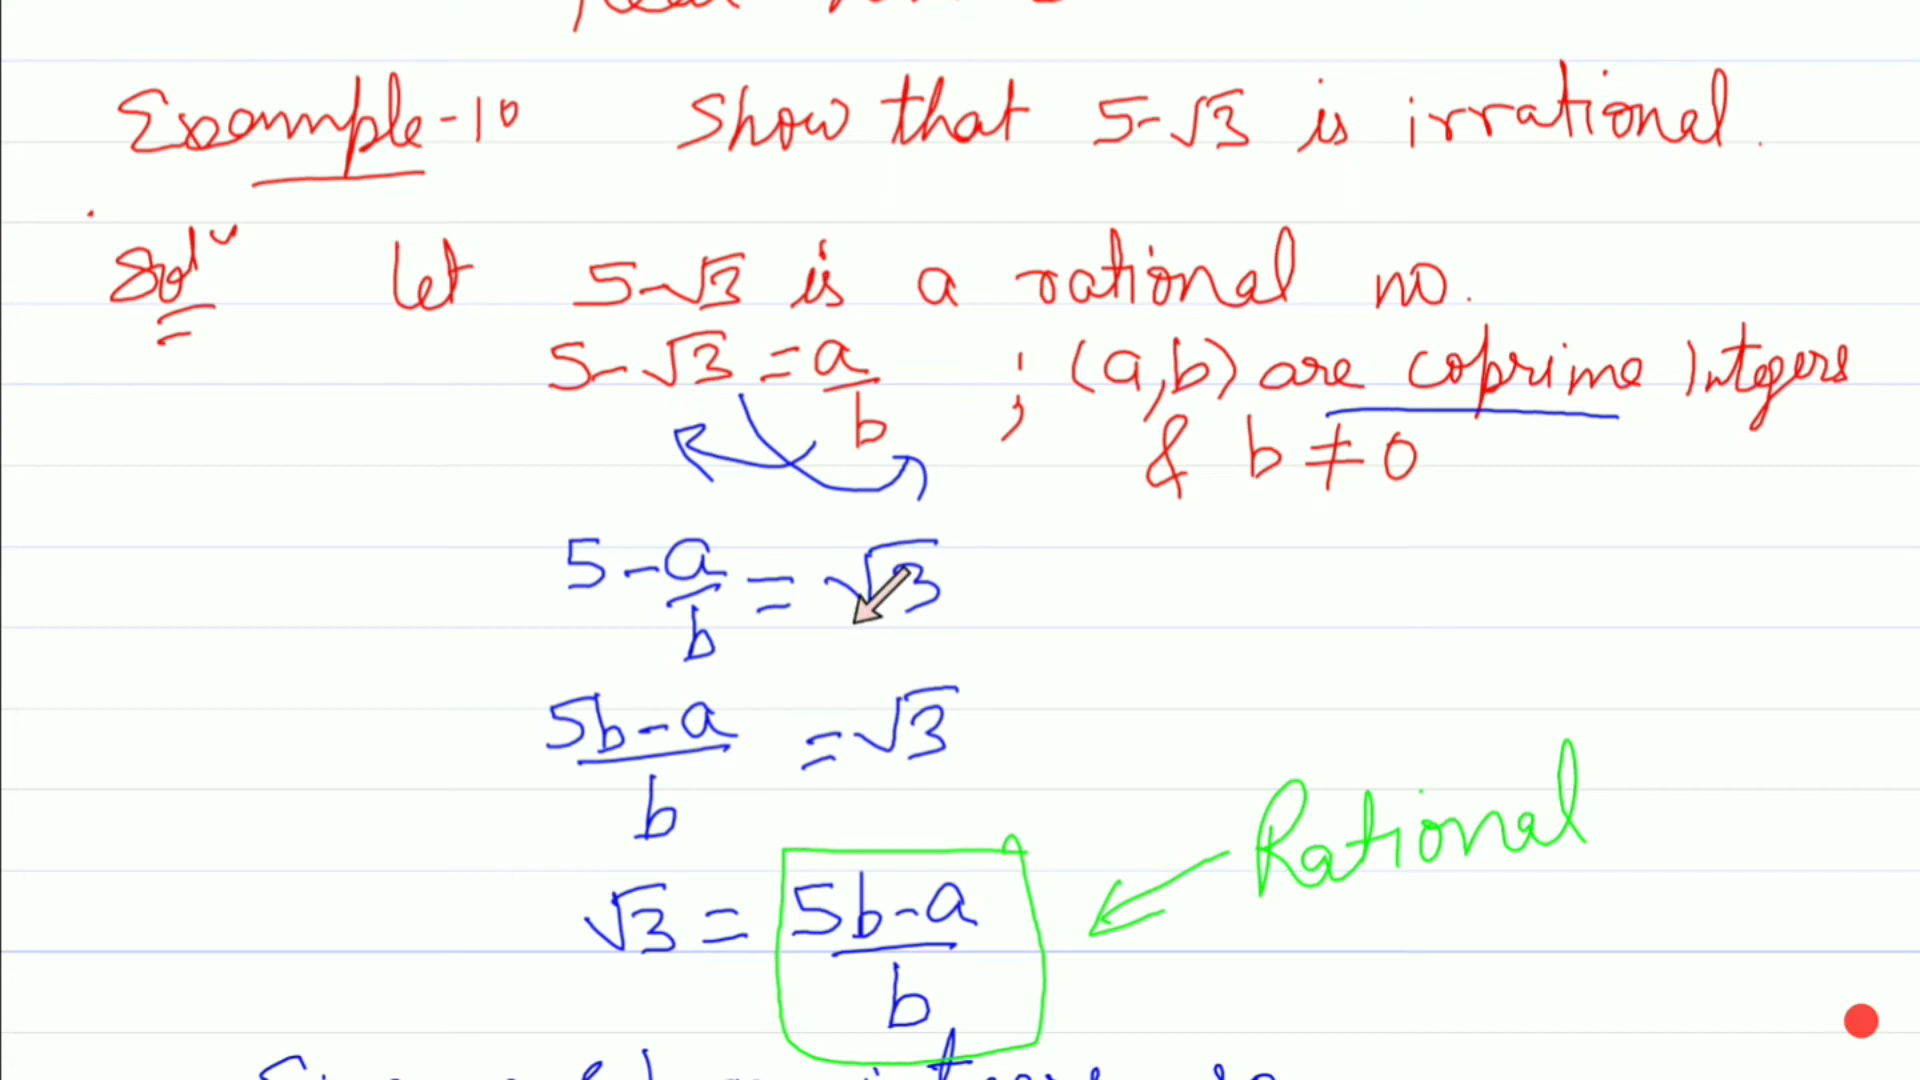 Example-10 Show that 5-√3 is irrational.
Solⁿ Let 5-√3 is a rational no.
5-√3 = a/b ; (a,b) are coprime Integers
& b ≠ 0
5 - a/b = √3
5b-a/b = √3
Rational
√3 = 5b-a/b